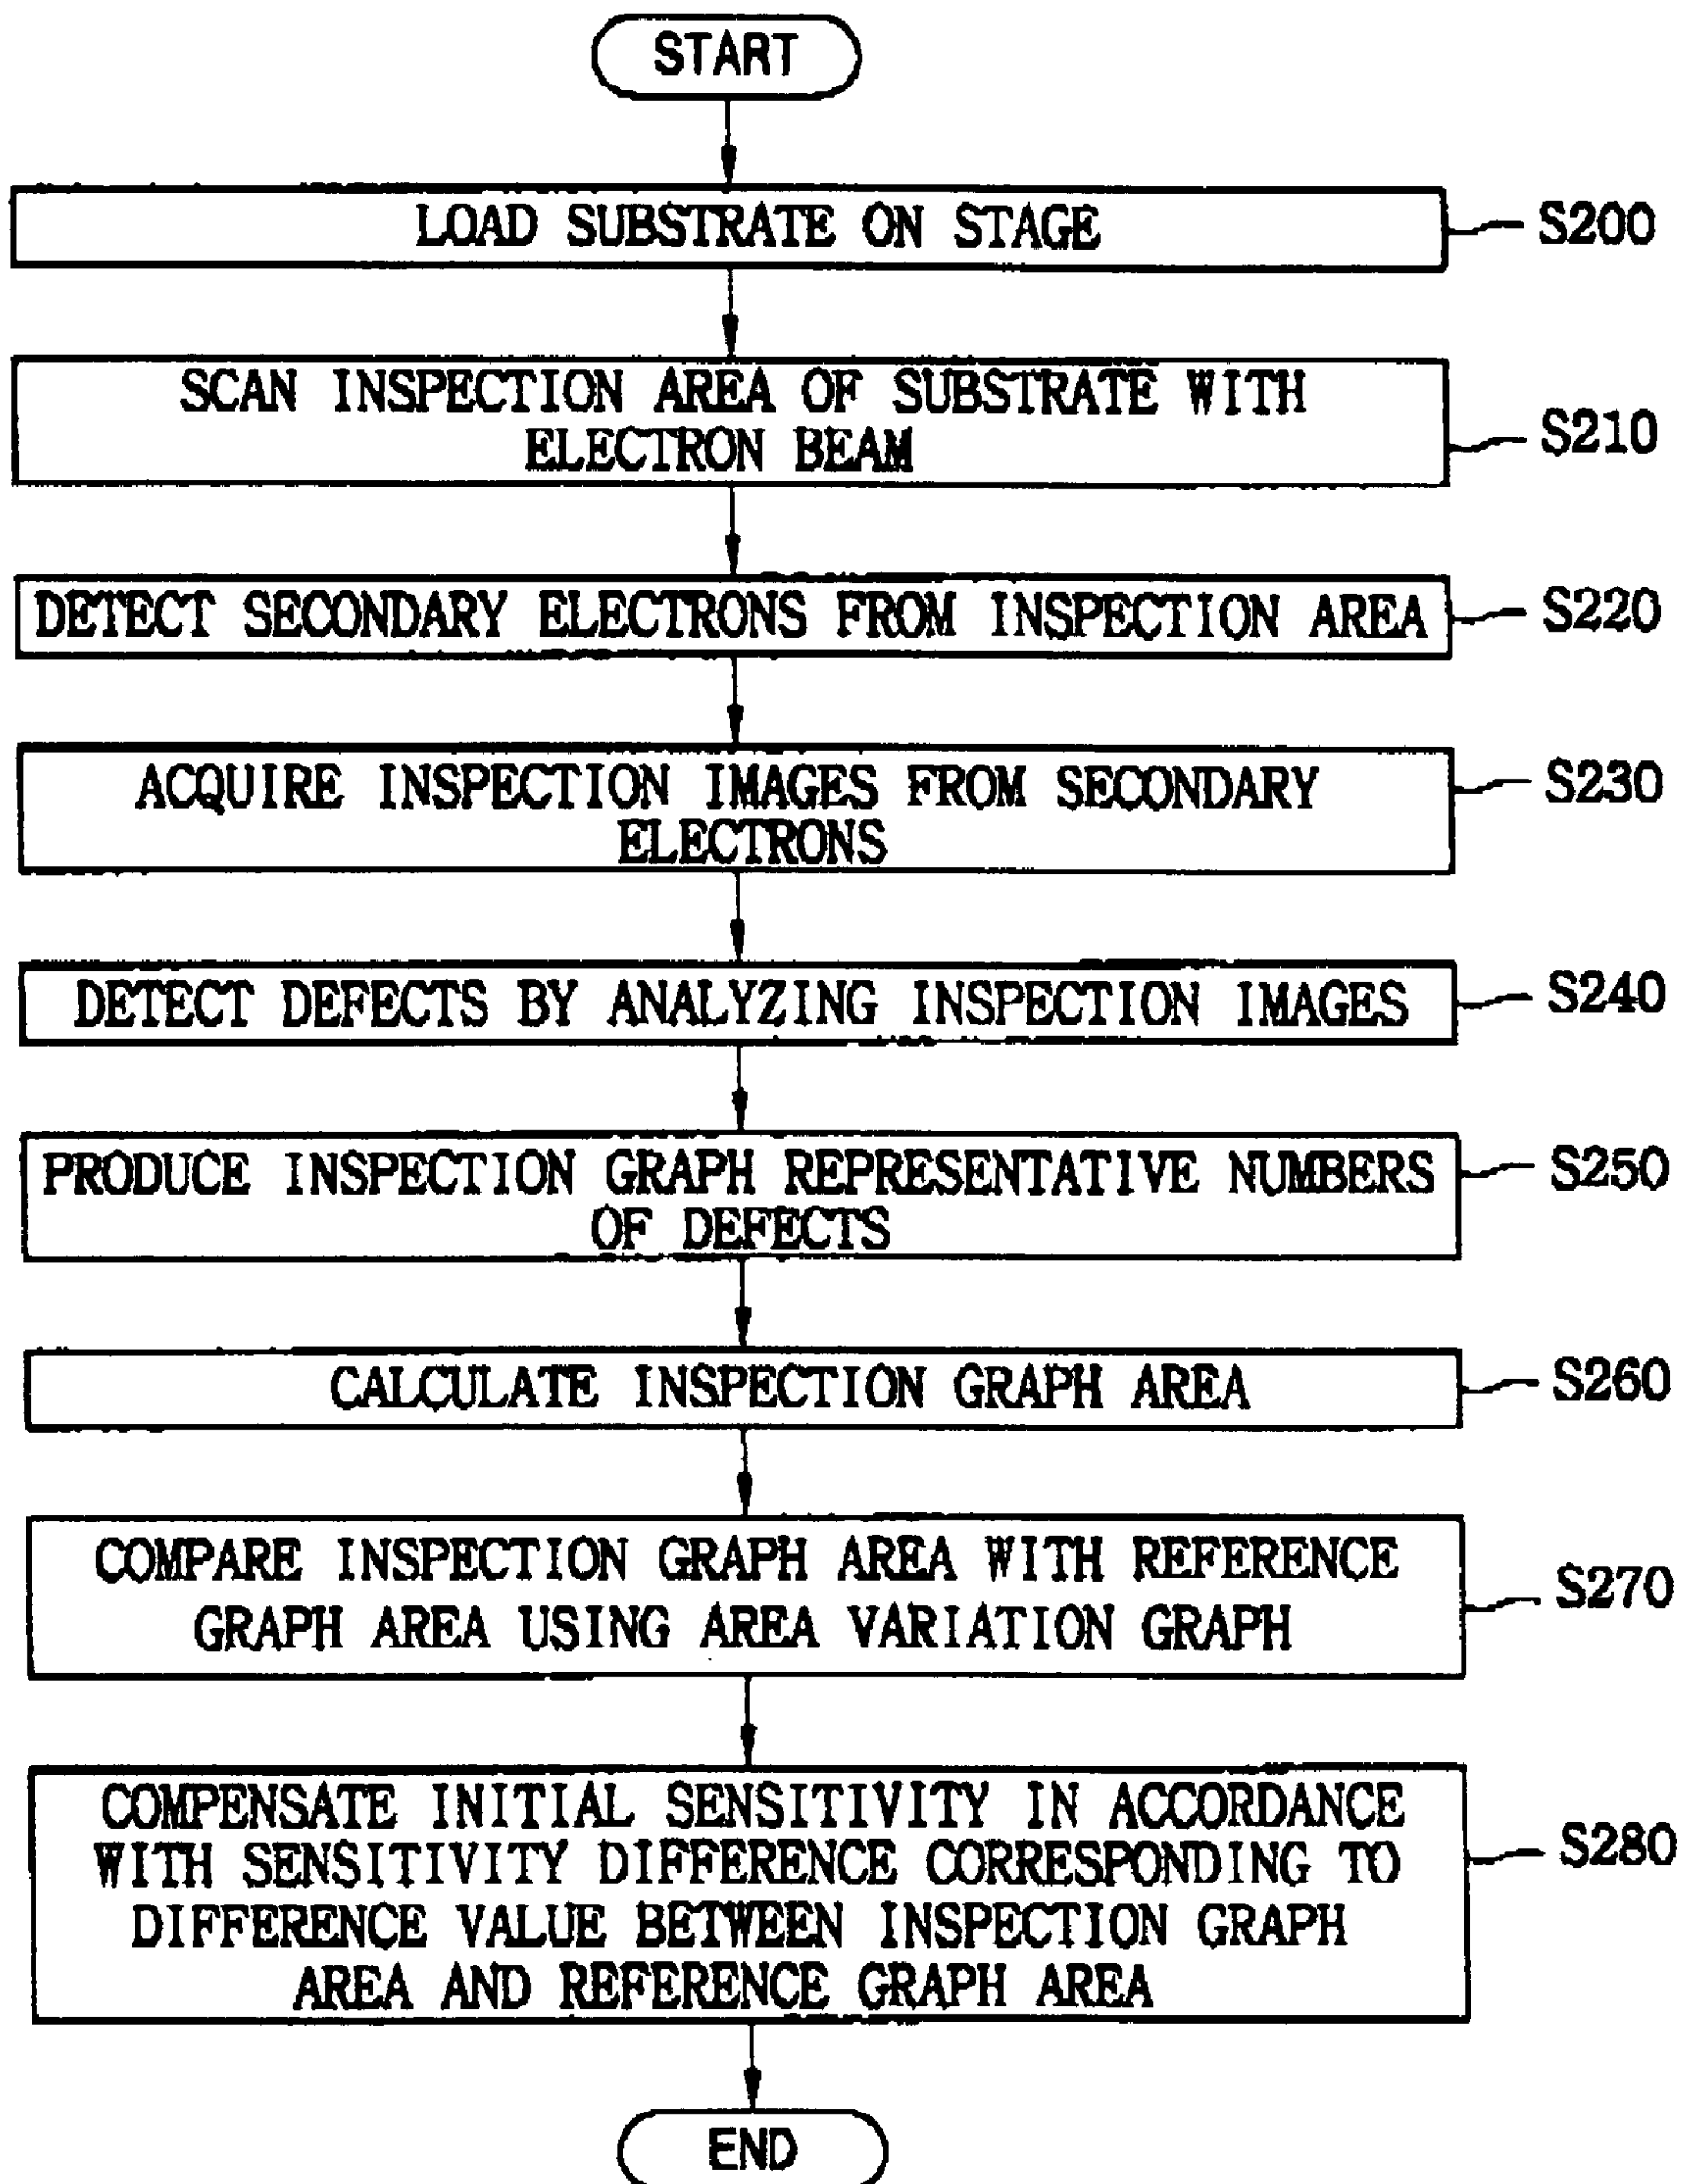 START
LOAD SUBSTRATE ON STAGE
S200
SCAN INSPECTION AREA OF SUBSTRATE WITH
ELECTRON BEAM
S210
DETECT SECONDARY ELECTRONS FROM INSPECTION AREA
S220
ACQUIRE INSPECTION IMAGES FROM SECONDARY
ELECTRONS
S230
DETECT DEFECTS BY ANALYZING INSPECTION IMAGES
S240
PRODUCE INSPECTION GRAPH REPRESENTATIVE NUMBERS
OF DEFECTS
S250
CALCULATE INSPECTION GRAPH AREA
S260
COMPARE INSPECTION GRAPH AREA WITH REFERENCE
GRAPH AREA USING AREA VARIATION GRAPH
S270
COMPENSATE INITIAL SENSITIVITY IN ACCORDANCE
WITH SENSITIVITY DIFFERENCE CORRESPONDING TO
DIFFERENCE VALUE BETWEEN INSPECTION GRAPH
AREA AND REFERENCE GRAPH AREA
S280
END